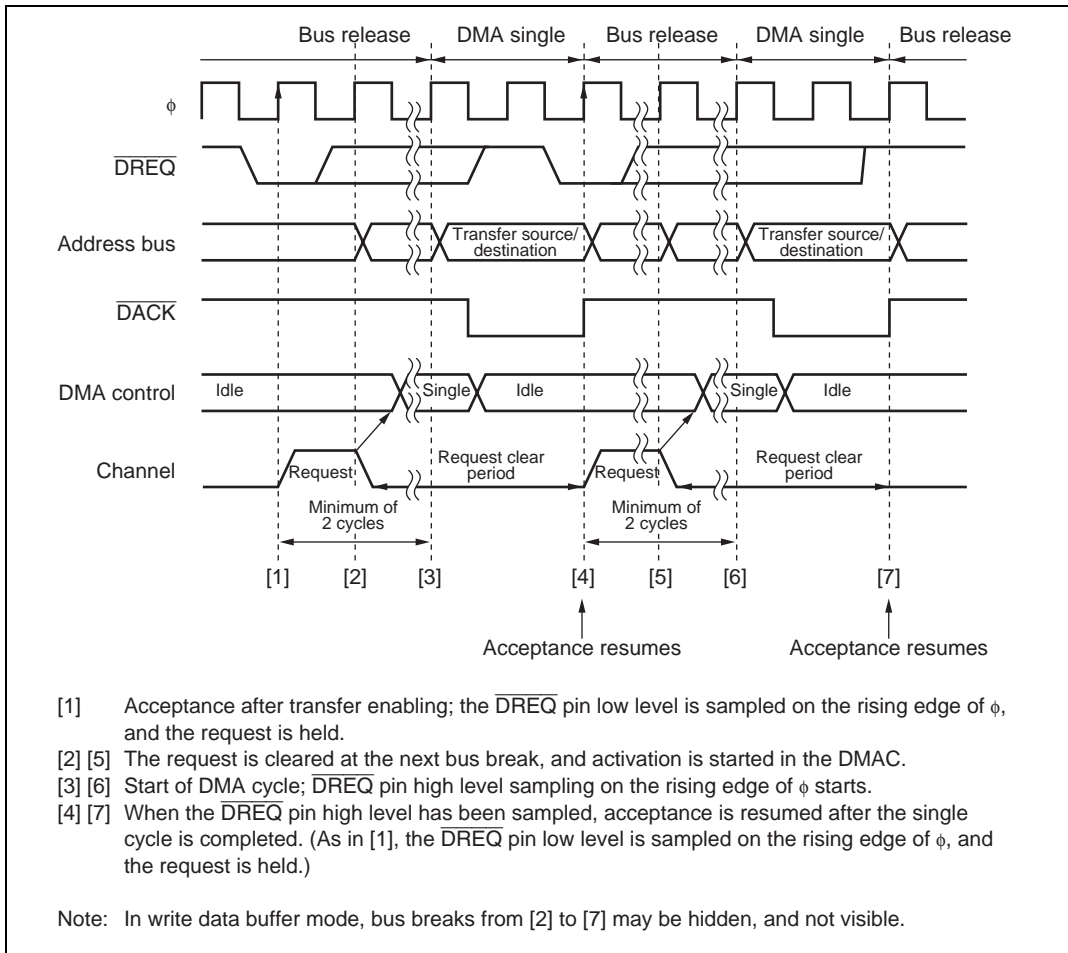 Bus release DMA single Bus release DMA single Bus release
ϕ
DREQ
Address bus
Transfer source/
destination
Transfer source/
destination
DACK
DMA control
Idle Single Idle Single Idle
Channel
Request
Request clear
period
Request
Request clear
period
Minimum of
2 cycles
Minimum of
2 cycles
[1] [2] [3] [4] [5] [6] [7]
Acceptance resumes Acceptance resumes
[1] Acceptance after transfer enabling; the DREQ pin low level is sampled on the rising edge of ϕ,
and the request is held.
[2] [5] The request is cleared at the next bus break, and activation is started in the DMAC.
[3] [6] Start of DMA cycle; DREQ pin high level sampling on the rising edge of ϕ starts.
[4] [7] When the DREQ pin high level has been sampled, acceptance is resumed after the single
cycle is completed. (As in [1], the DREQ pin low level is sampled on the rising edge of ϕ, and
the request is held.)
Note: In write data buffer mode, bus breaks from [2] to [7] may be hidden, and not visible.